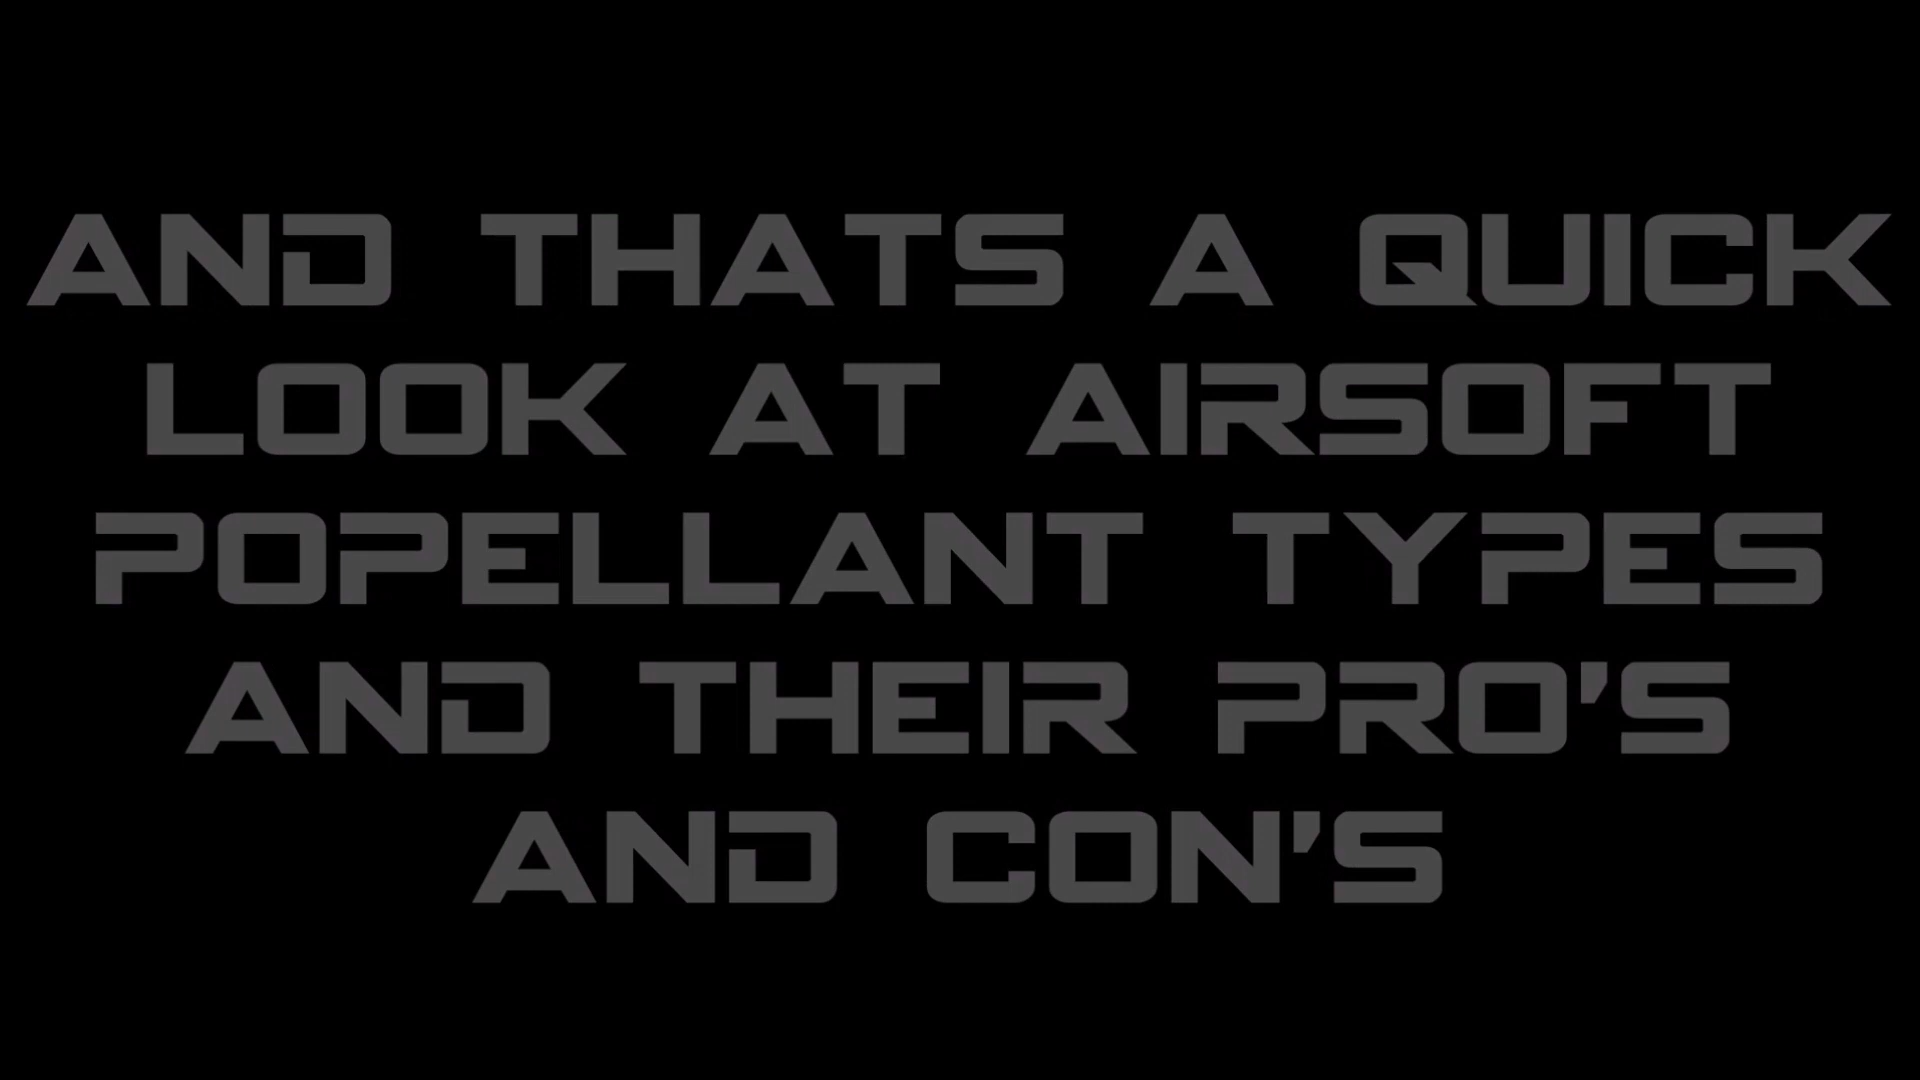 AND THATS A QUICK
LOOK AT AIRSOFT
POPELLANT TYPES
AND THEIR PRO'S
AND CON'S